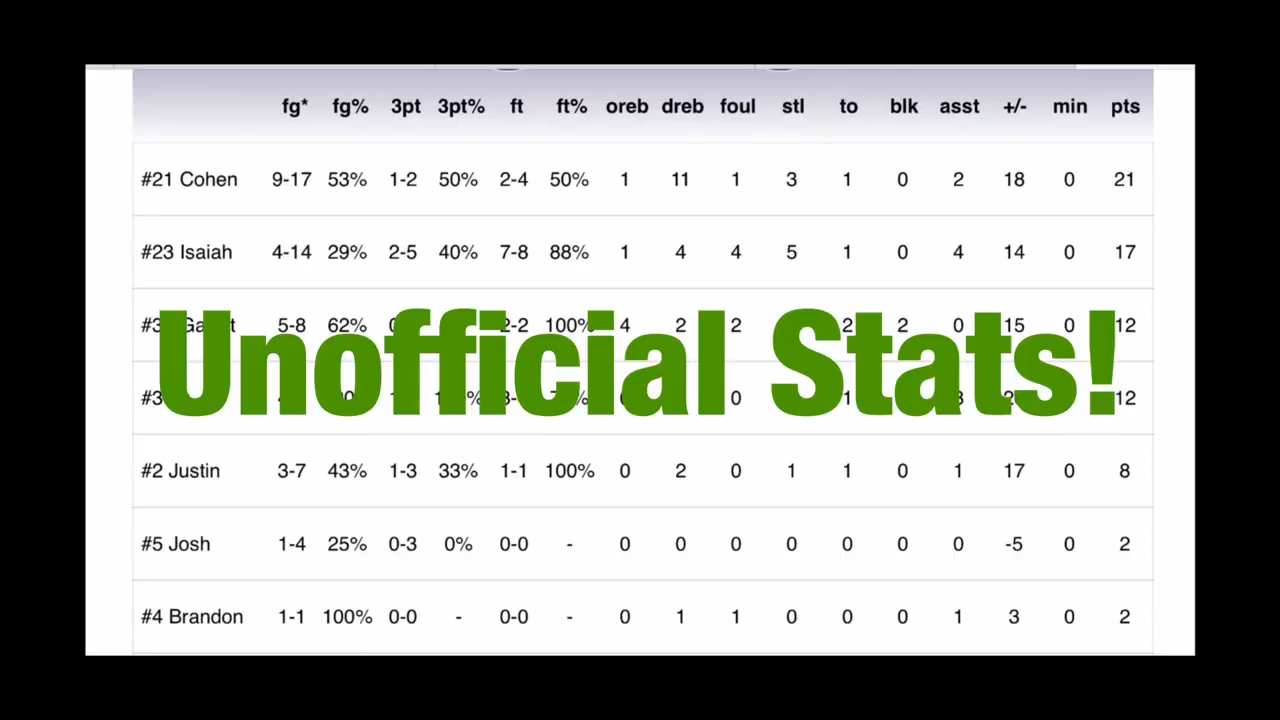 fg* fg% 3pt 3pt% ft ft% oreb dreb foul stl to blk asst +/- min pts
#21 Cohen 9-17 53% 1-2 50% 2-4 50% 1 11 1 3 1 0 2 18 0 21
#23 Isaiah 4-14 29% 2-5 40% 7-8 88% 1 4 4 5 1 0 4 14 0 17
5-8 62% 2-2 100% 4 2 2 2 2 0 15 0 12
Unofficial Stats!
0 1 12
#2 Justin 3-7 43% 1-3 33% 1-1 100% 0 2 0 1 1 0 1 17 0 8
#5 Josh 1-4 25% 0-3 0% 0-0 - 0 0 0 0 0 0 0 -5 0 2
#4 Brandon 1-1 100% 0-0 - 0-0 - 0 1 1 0 0 0 1 3 0 2